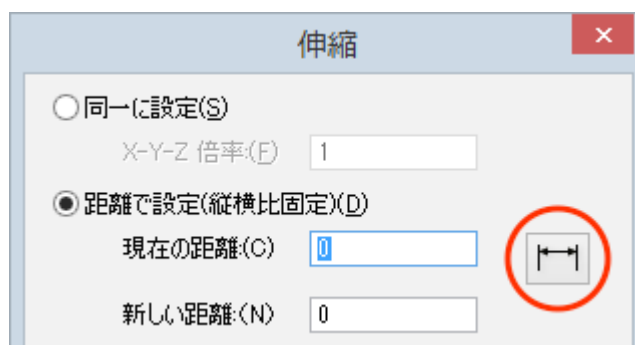 伸縮
同一に設定(S)
X-Y-Z 倍率:(F) 1
距離で設定(縦横比固定)(D)
現在の距離:(C) 0
新しい距離:(N) 0